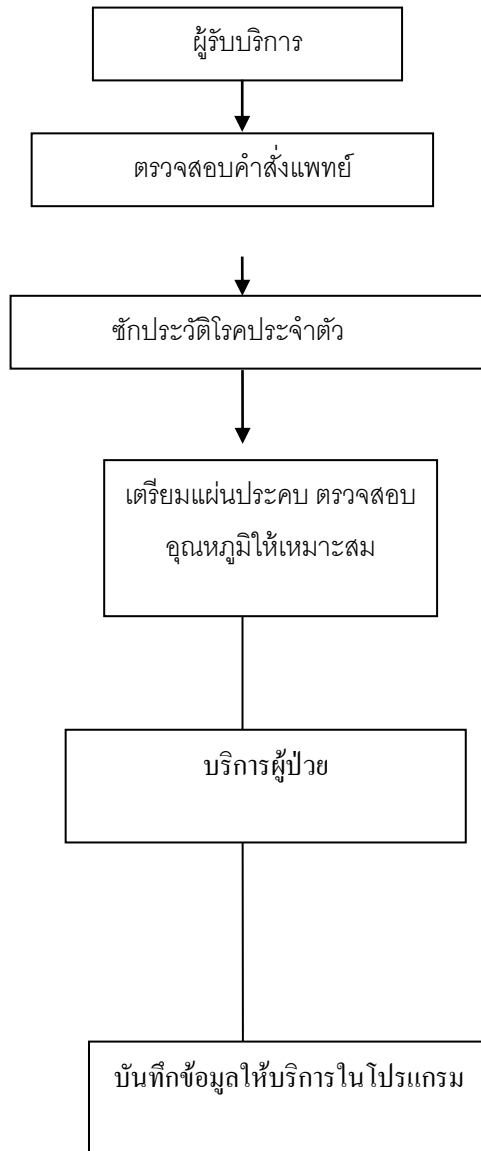 ผู้รับบริการ
ตรวจสอบคำสั่งแพทย์
ซักประวัติโรคประจำตัว
เตรียมแผ่นประคบ ตรวจสอบ
อุณหภูมิให้เหมาะสม
บริการผู้ป่วย
บันทึกข้อมูลให้บริการในโปรแกรม